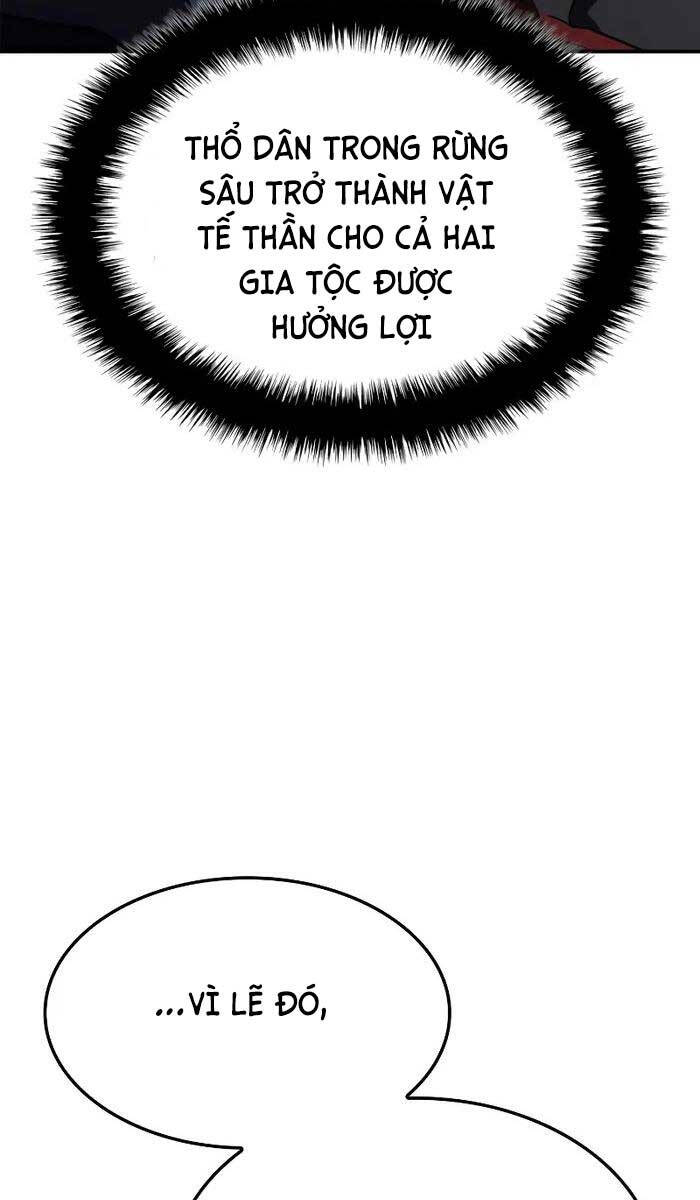 THỔ DÂN TRONG RỪNG
SÂU TRỞ THÀNH VẬT
TẾ THẦN CHO CẢ HAI
GIA TỘC ĐƯỢC
HƯỞNG LỢI
...VÌ LẼ ĐÓ,